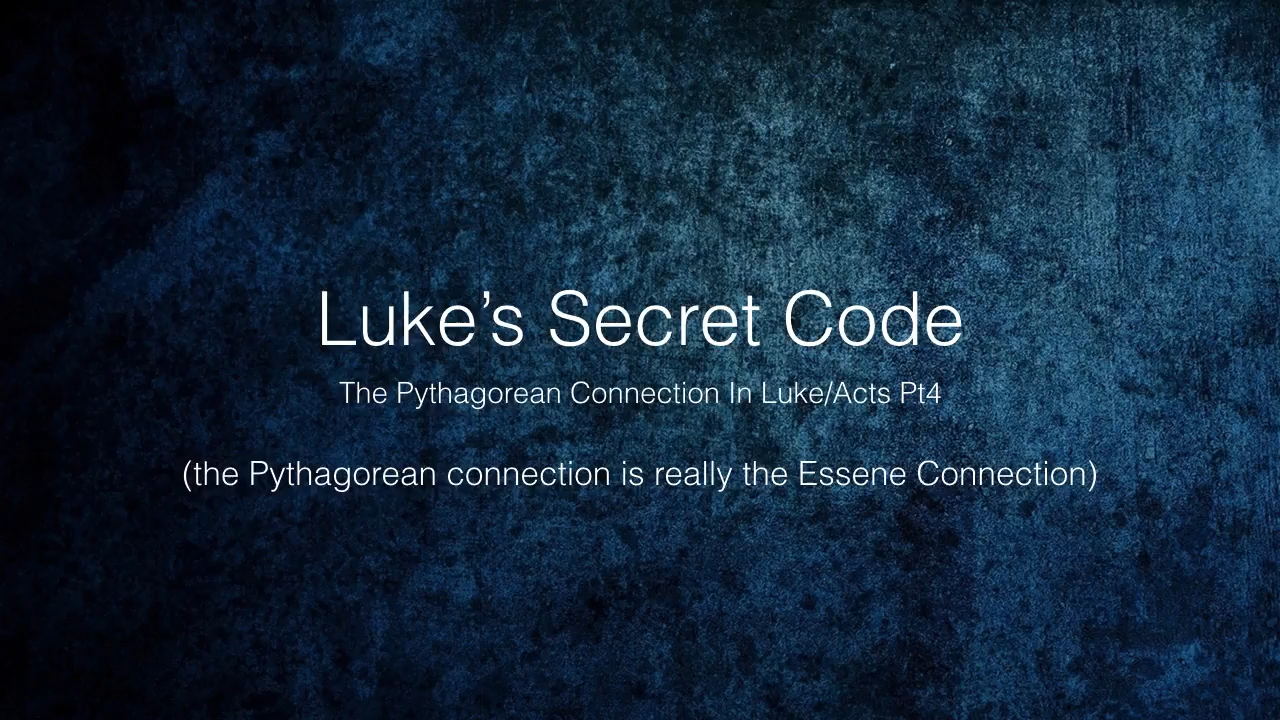 Luke’s Secret Code
The Pythagorean Connection In Luke/Acts Pt4
(the Pythagorean connection is really the Essene Connection)